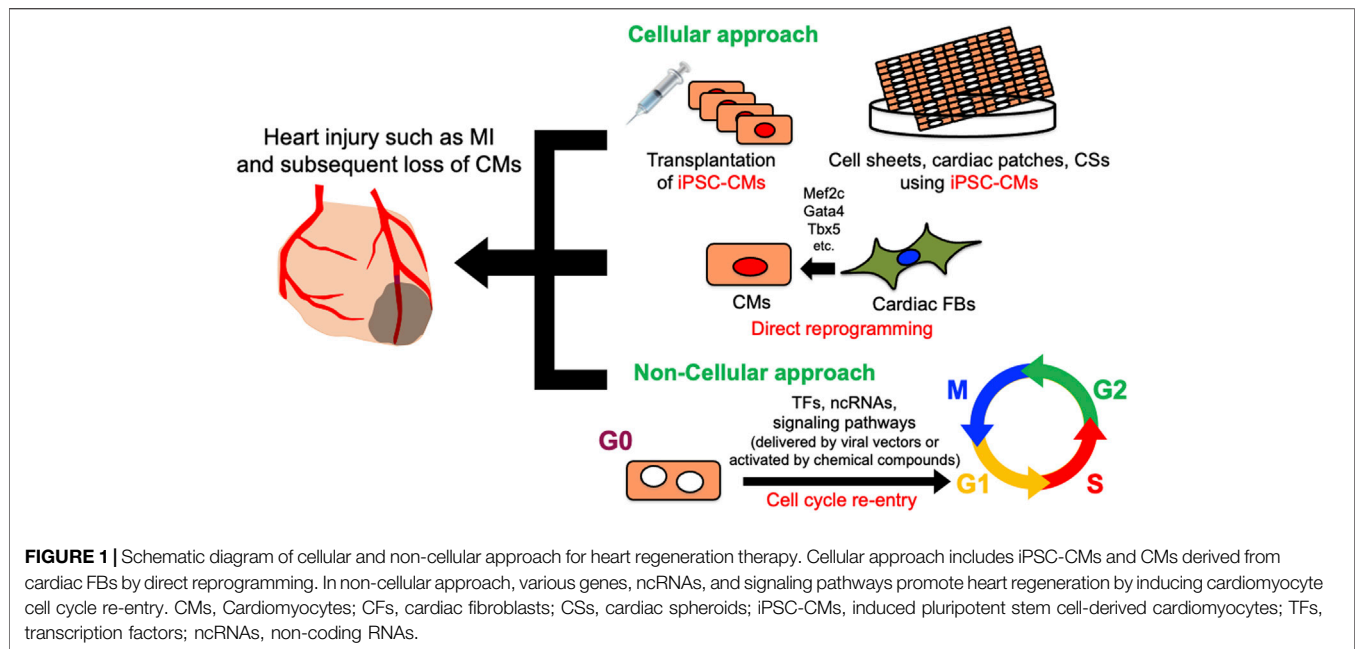 Cellular approach
Heart injury such as MI
and subsequent loss of CMs
Transplantation
of iPSC-CMs
Cell sheets, cardiac patches, CSs
using iPSC-CMs
Mef2c
Gata4
Tbx5
etc.
CMs
Cardiac FBs
Direct reprogramming
Non-Cellular approach
G0
TFs, ncRNAs,
signaling pathways
(delivered by viral vectors or
activated by chemical compounds)
Cell cycle re-entry
M
G2
G1
S
FIGURE 1 | Schematic diagram of cellular and non-cellular approach for heart regeneration therapy. Cellular approach includes iPSC-CMs and CMs derived from
cardiac FBs by direct reprogramming. In non-cellular approach, various genes, ncRNAs, and signaling pathways promote heart regeneration by inducing cardiomyocyte
cell cycle re-entry. CMs, Cardiomyocytes; CFs, cardiac fibroblasts; CSs, cardiac spheroids; iPSC-CMs, induced pluripotent stem cell-derived cardiomyocytes; TFs,
transcription factors; ncRNAs, non-coding RNAs.